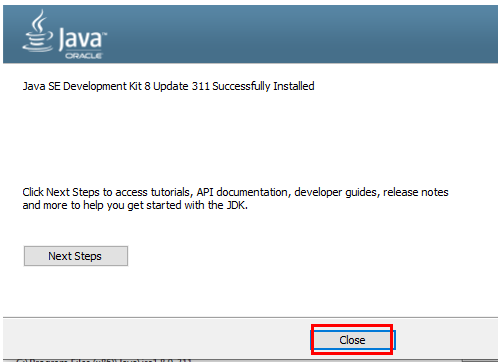 Java
ORACLE
Java SE Development Kit 8 Update 311 Successfully Installed
Click Next Steps to access tutorials, API documentation, developer guides, release notes
and more to help you get started with the JDK.
Next Steps
Close